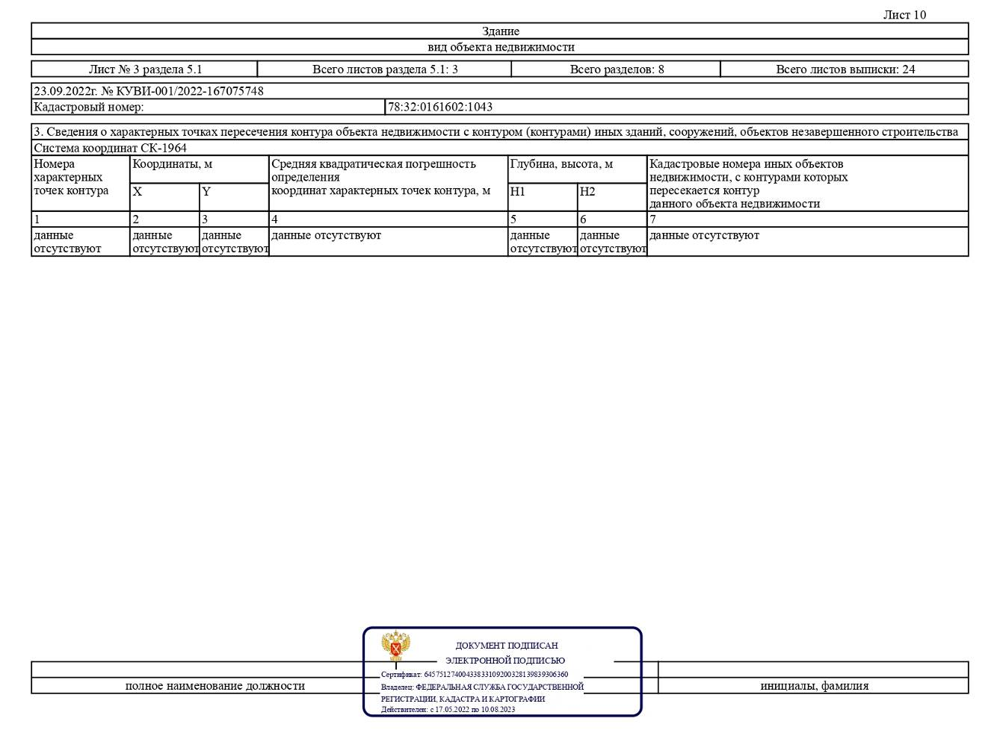 Лист 10
Здание
вид объекта недвижимости
Лист № 3 раздела 5.1 Всего листов раздела 5.1: 3 Всего разделов: 8 Всего листов выписки: 24
23.09.2022г. № КУВИ-001/2022-167075748
Кадастровый номер: 78:32:0161602:1043
3. Сведения о характерных точках пересечения контура объекта недвижимости с контуром (контурами) иных зданий, сооружений, объектов незавершенного строительства
Система координат СК-1964
Номера
характерных
точек контура
Координаты, м
X Y
Средняя квадратическая погрешность
определения
координат характерных точек контура, м
Глубина, высота, м
H1 H2
Кадастровые номера иных объектов
недвижимости, с контурами которых
пересекается контур
данного объекта недвижимости
1 2 3 4 5 6 7
данные
отсутствуют
данные
отсутствуют
данные
отсутствуют
данные отсутствуют
данные
отсутствуют
данные
отсутствуют
данные отсутствуют
ДОКУМЕНТ ПОДПИСАН
ЭЛЕКТРОННОЙ ПОДПИСЬЮ
Сертификат: 64575127400433833109200328139839306360
Владелец: ФЕДЕРАЛЬНАЯ СЛУЖБА ГОСУДАРСТВЕННОЙ
РЕГИСТРАЦИИ, КАДАСТРА И КАРТОГРАФИИ
Действителен: с 17.05.2022 по 10.08.2023
полное наименование должности
инициалы, фамилия